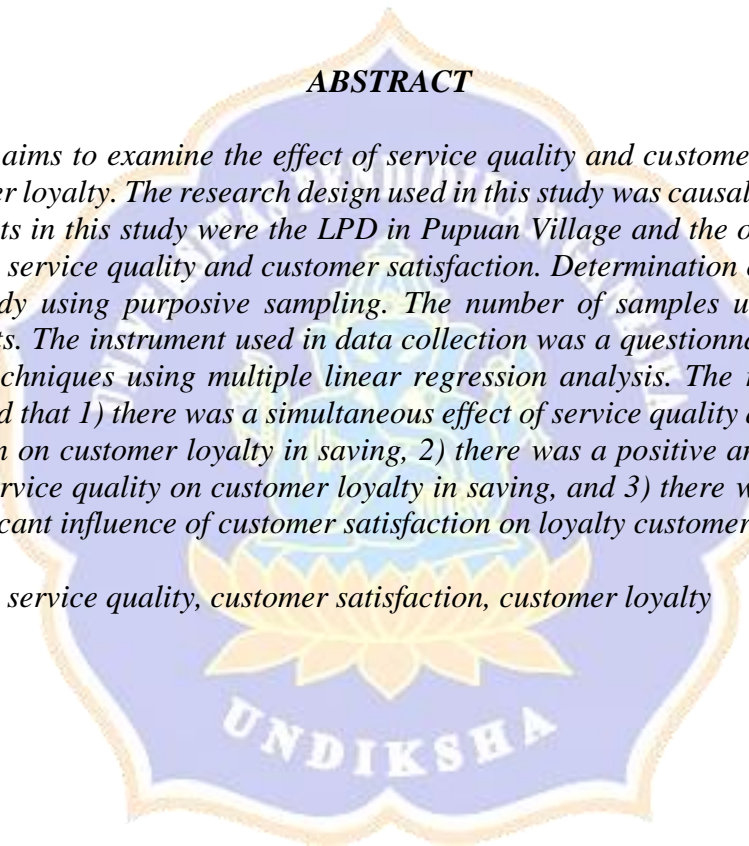 ABSTRACT
aims to examine the effect of service quality and custome
er loyalty. The research design used in this study was causal
ts in this study were the LPD in Pupuan Village and the o
service quality and customer satisfaction. Determination
dy using purposive sampling. The number of samples u
ts. The instrument used in data collection was a questionna
chniques using multiple linear regression analysis. The
d that 1) there was a simultaneous effect of service quality
n on customer loyalty in saving, 2) there was a positive an
rvice quality on customer loyalty in saving, and 3) there w
cant influence of customer satisfaction on loyalty customer
service quality, customer satisfaction, customer loyalty
UNDIKSHA